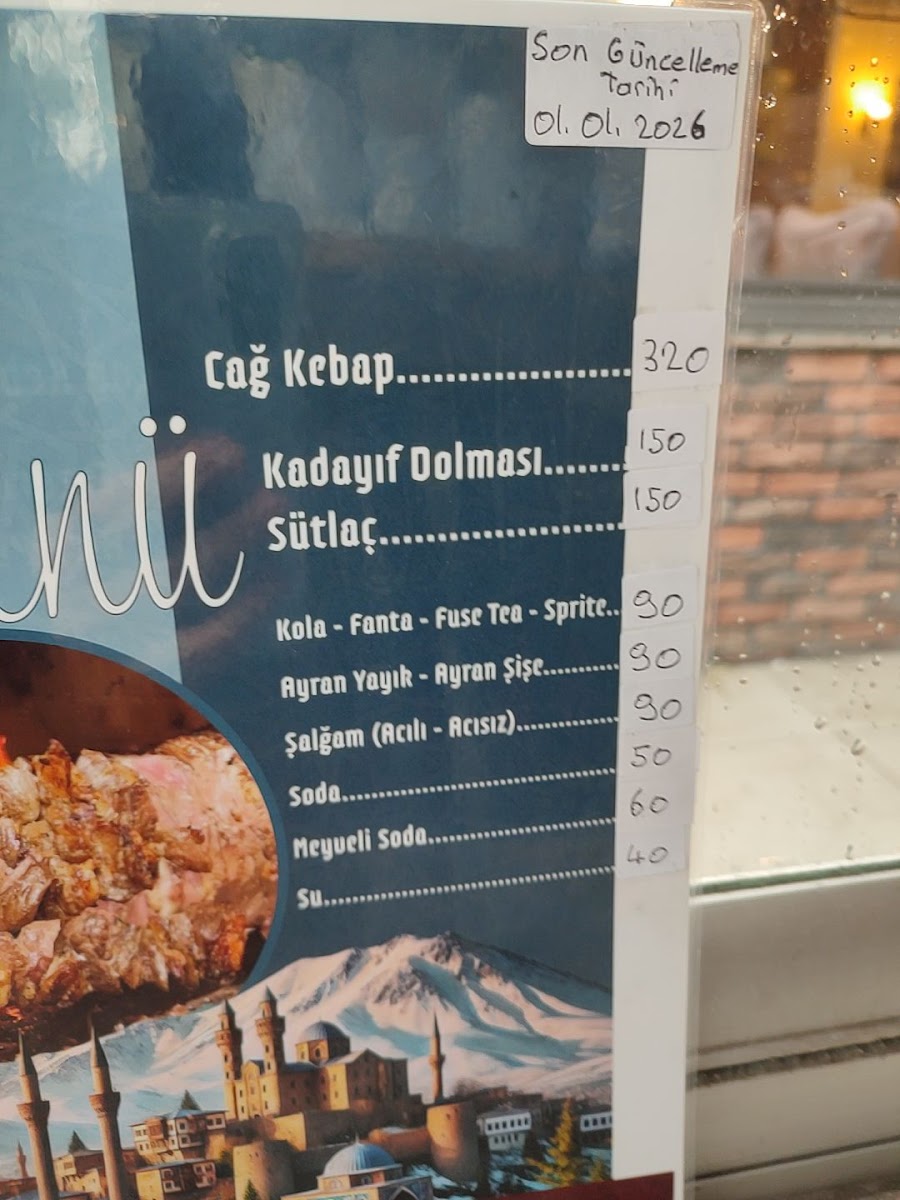 Son Güncelleme
Tarihi
01.01.2026
Cağ Kebap.................... 320
Kadayıf Dolması....... 150
Sütlaç........................ 150
Kola - Fanta - Fuse Tea - Sprite.. 90
Ayran Yayık - Ayran Şişe.......... 90
Şalğam (Acılı - Acısız)............... 90
Soda........................................ 50
Meyveli Soda............................ 60
Su............................................ 40